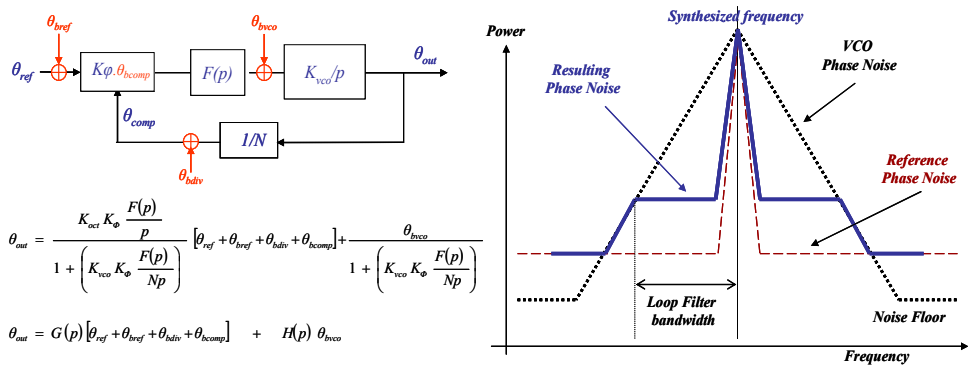 θbref
θbvco
θref
Kφ.θbcomp
F(p)
Kvco/p
θout
θcomp
1/N
θbdiv
θout = (Koct KΦ F(p)/p) / (1 + (Kvco KΦ F(p)/Np)) [θref + θbref + θbdiv + θbcomp] + θbvco / (1 + (Kvco KΦ F(p)/Np))
θout = G(p)[θref + θbref + θbdiv + θbcomp] + H(p) θbvco
Synthesized frequency
Power
VCO
Phase Noise
Resulting
Phase Noise
Reference
Phase Noise
Loop Filter
bandwidth
Noise Floor
Frequency